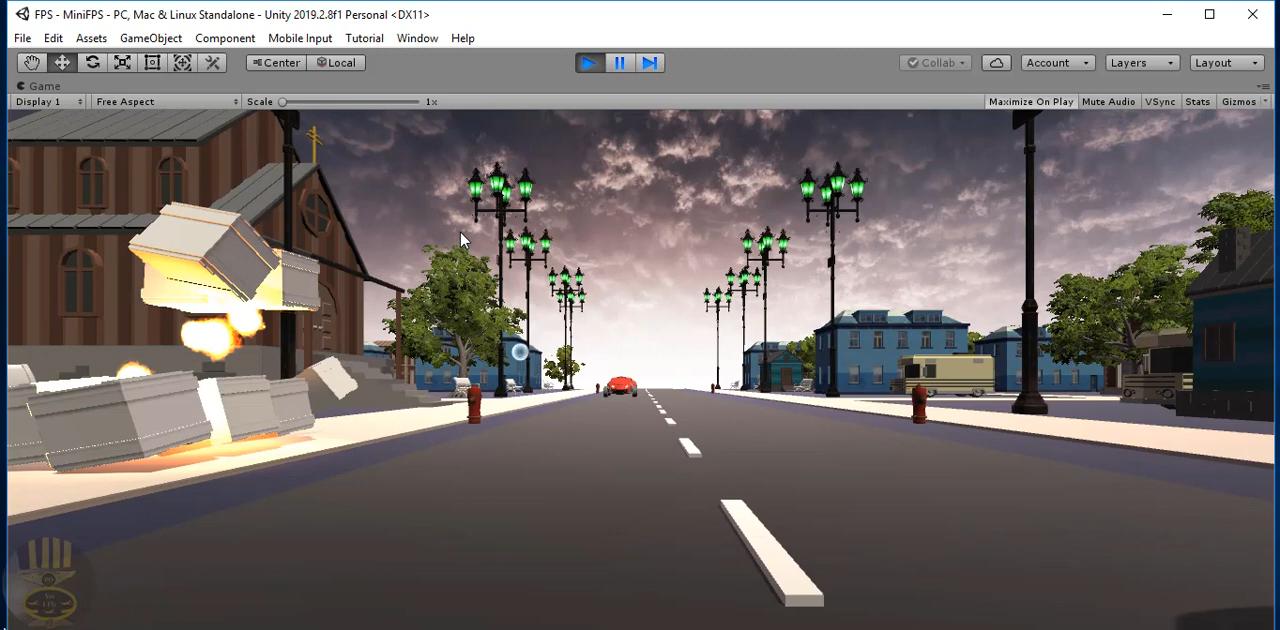 FPS - MiniFPS - PC, Mac & Linux Standalone - Unity 2019.2.8f1 Personal <DX11>
File Edit Assets GameObject Component Mobile Input Tutorial Window Help
Center Local Collab Account Layers Layout
Game
Display 1 Free Aspect Scale 1x Maximize On Play Mute Audio VSync Stats Gizmos